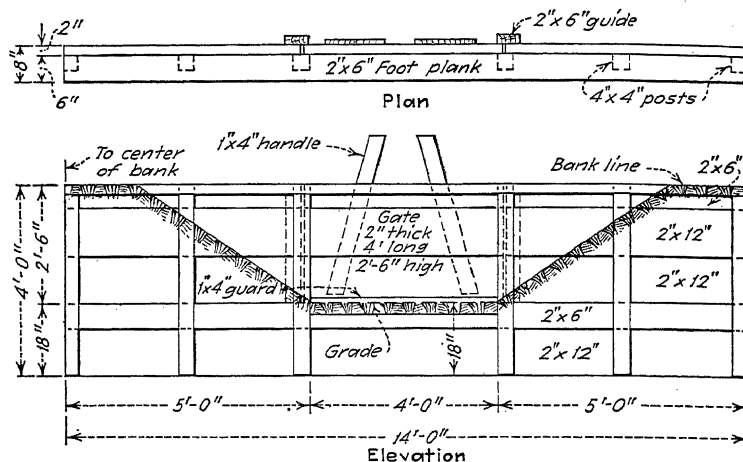 2"
8"
6"
2"x6" guide
2"x6" Foot plank
4"x4" posts
Plan
1"x4" handle
To center
of bank
Bank line
2"x6"
Gate
2" thick
4' long
2'-6" high
2"x12"
2"x12"
4'-0"
2'-6"
1"x4" guard
2"x6"
18"
Grade
18"
2"x12"
5'-0"
4'-0"
5'-0"
14'-0"
Elevation